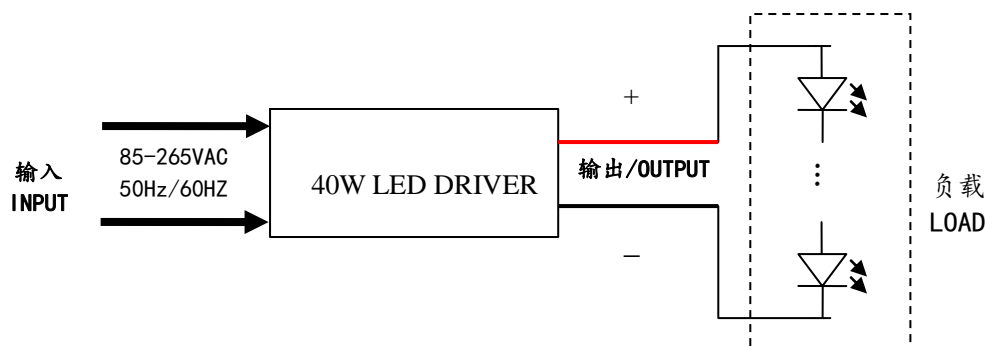 输入
INPUT
85-265VAC
50Hz/60HZ
40W LED DRIVER
+
输出/OUTPUT
—
负载
LOAD